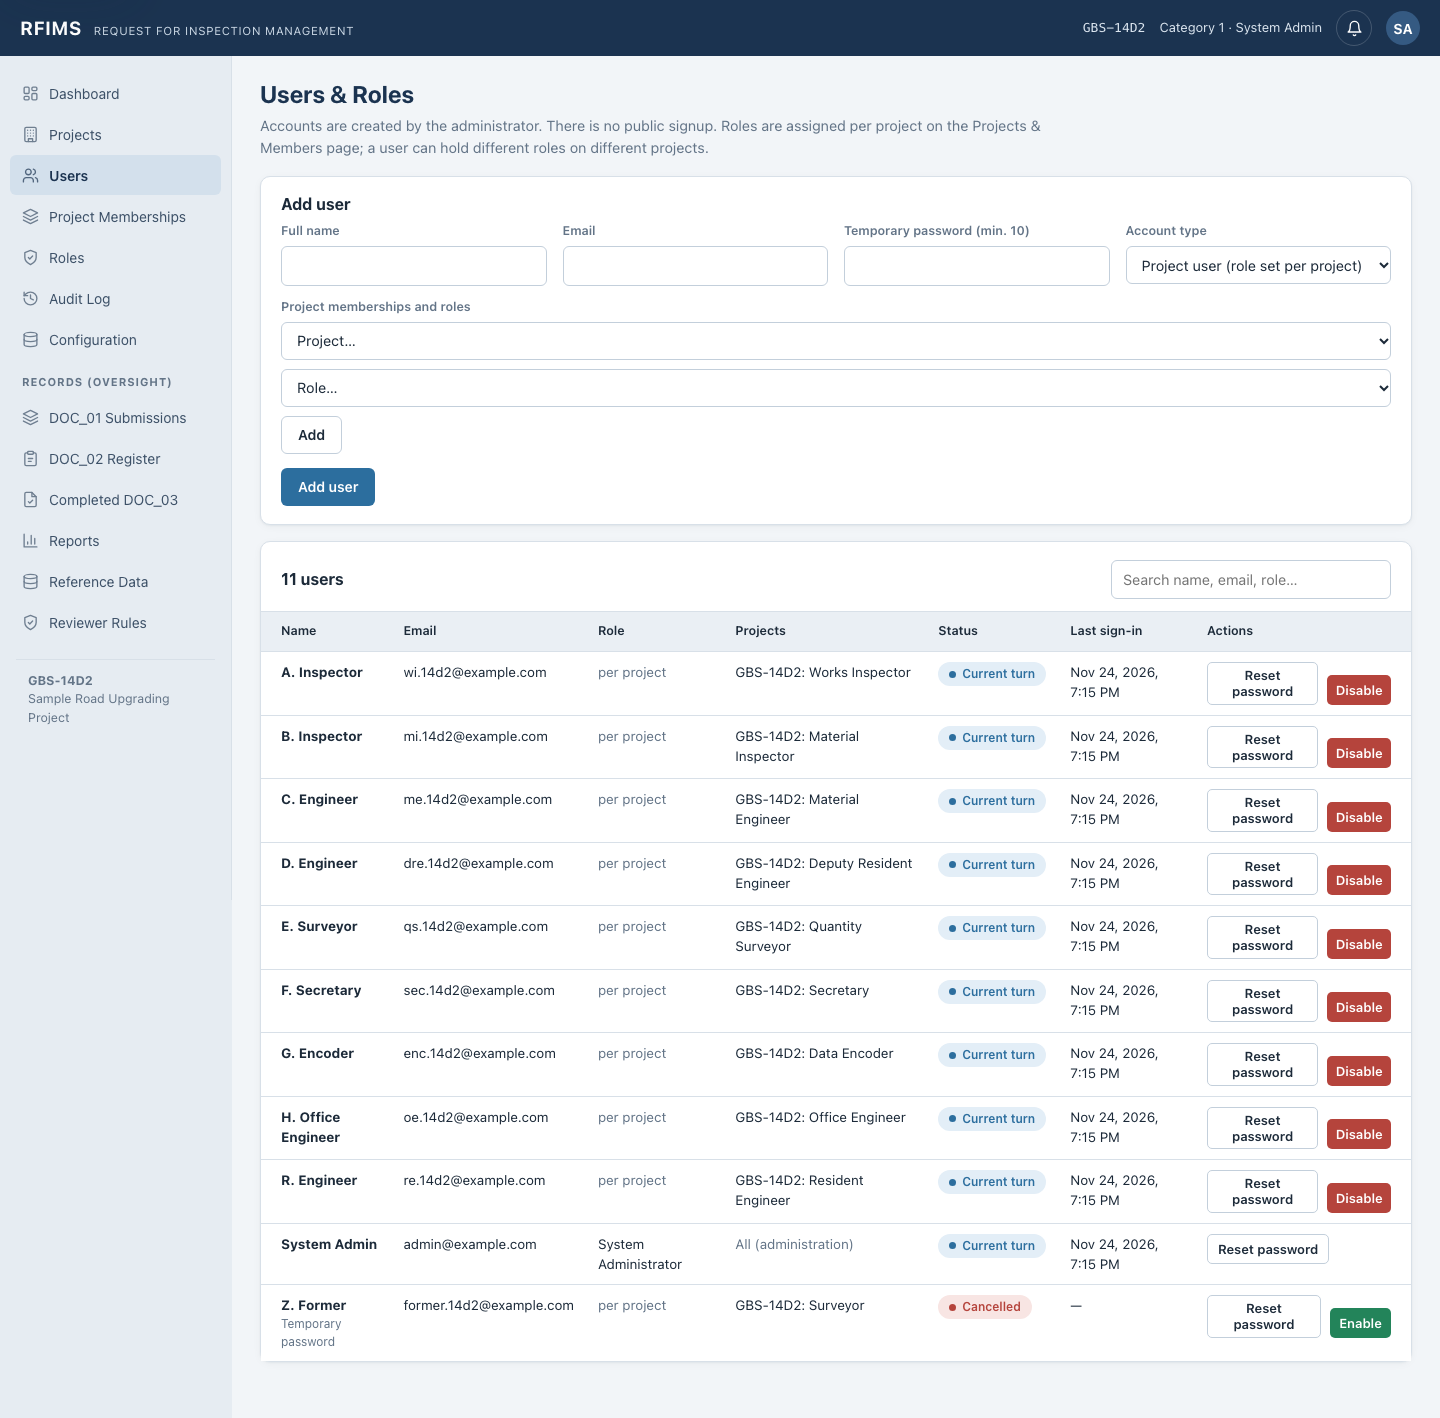 RFIMS REQUEST FOR INSPECTION MANAGEMENT
GBS-14D2 Category 1 · System Admin SA
Dashboard
Projects
Users
Project Memberships
Roles
Audit Log
Configuration
RECORDS (OVERSIGHT)
DOC_01 Submissions
DOC_02 Register
Completed DOC_03
Reports
Reference Data
Reviewer Rules
GBS-14D2
Sample Road Upgrading
Project
Users & Roles
Accounts are created by the administrator. There is no public signup. Roles are assigned per project on the Projects &
Members page; a user can hold different roles on different projects.
Add user
Full name Email Temporary password (min. 10) Account type
Project user (role set per project)
Project memberships and roles
Project...
Role...
Add
Add user
11 users
Search name, email, role...
Name Email Role Projects Status Last sign-in Actions
A. Inspector wi.14d2@example.com per project GBS-14D2: Works Inspector Current turn Nov 24, 2026, Reset
7:15 PM password Disable
B. Inspector mi.14d2@example.com per project GBS-14D2: Material Current turn Nov 24, 2026, Reset
Inspector 7:15 PM password Disable
C. Engineer me.14d2@example.com per project GBS-14D2: Material Current turn Nov 24, 2026, Reset
Engineer 7:15 PM password Disable
D. Engineer dre.14d2@example.com per project GBS-14D2: Deputy Resident Current turn Nov 24, 2026, Reset
Engineer 7:15 PM password Disable
E. Surveyor qs.14d2@example.com per project GBS-14D2: Quantity Current turn Nov 24, 2026, Reset
Surveyor 7:15 PM password Disable
F. Secretary sec.14d2@example.com per project GBS-14D2: Secretary Current turn Nov 24, 2026, Reset
7:15 PM password Disable
G. Encoder enc.14d2@example.com per project GBS-14D2: Data Encoder Current turn Nov 24, 2026, Reset
7:15 PM password Disable
H. Office oe.14d2@example.com per project GBS-14D2: Office Engineer Current turn Nov 24, 2026, Reset
Engineer 7:15 PM password Disable
R. Engineer re.14d2@example.com per project GBS-14D2: Resident Current turn Nov 24, 2026, Reset
Engineer 7:15 PM password Disable
System Admin admin@example.com System All (administration) Current turn Nov 24, 2026, Reset password
Administrator 7:15 PM
Z. Former former.14d2@example.com per project GBS-14D2: Surveyor Cancelled — Reset
Temporary password Enable
password